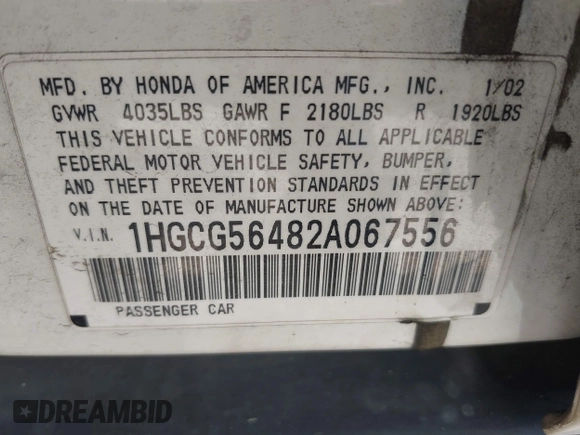 MFD. BY HONDA OF AMERICA MFG., INC. 1/02
GVWR 4035LBS GAWR F 2180LBS R 1920LBS
THIS VEHICLE CONFORMS TO ALL APPLICABLE
FEDERAL MOTOR VEHICLE SAFETY, BUMPER,
AND THEFT PREVENTION STANDARDS IN EFFECT
ON THE DATE OF MANUFACTURE SHOWN ABOVE:
V.I.N. 1HGCG56482A067556
PASSENGER CAR
DREAMBID